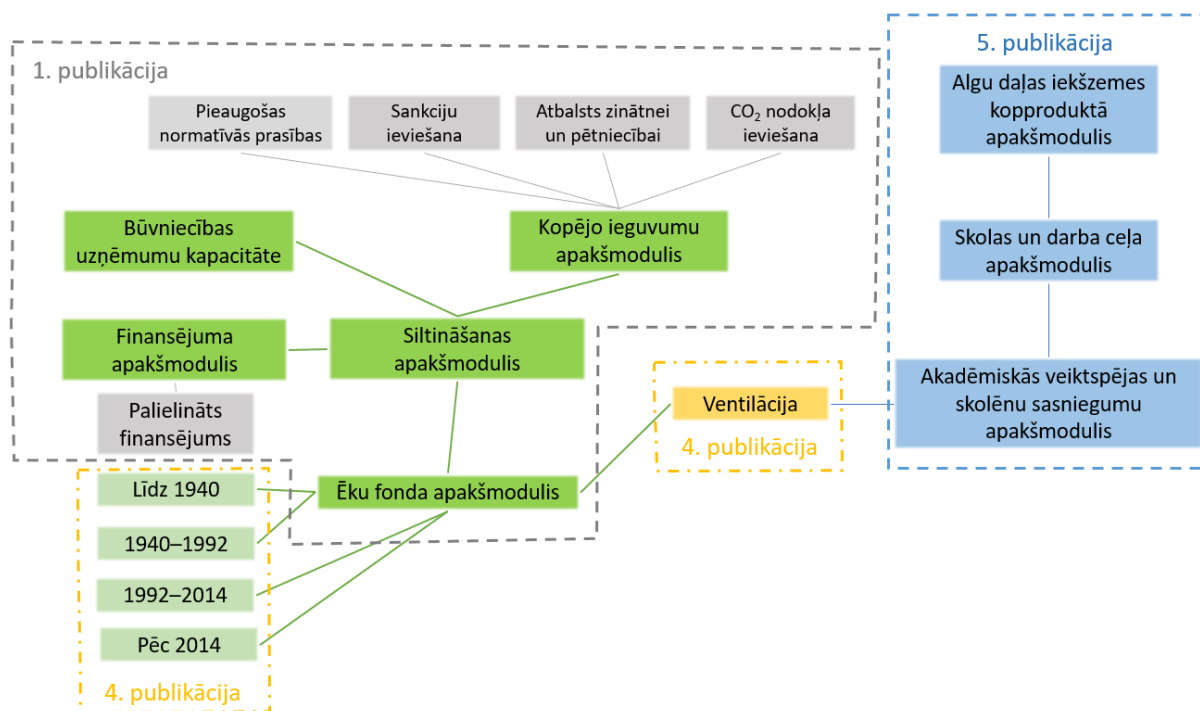 1. publikācija
Pieaugošas
normatīvās prasības
Sankciju
ieviešana
Atbalsts zinātnei
un pētniecībai
CO₂ nodokļa
ieviešana
Būvniecības
uzņēmumu kapacitāte
Kopējo ieguvumu
apakšmodulis
Finansējuma
apakšmodulis
Siltināšanas
apakšmodulis
Palielināts
finansējums
Ēku fonda apakšmodulis
Līdz 1940
1940–1992
1992–2014
Pēc 2014
4. publikācija
Ventilācija
4. publikācija
5. publikācija
Algu daļas iekšzemes
kopproduktā
apakšmodulis
Skolas un darba ceļa
apakšmodulis
Akadēmiskās veiktspējas un
skolēnu sasniegumu
apakšmodulis